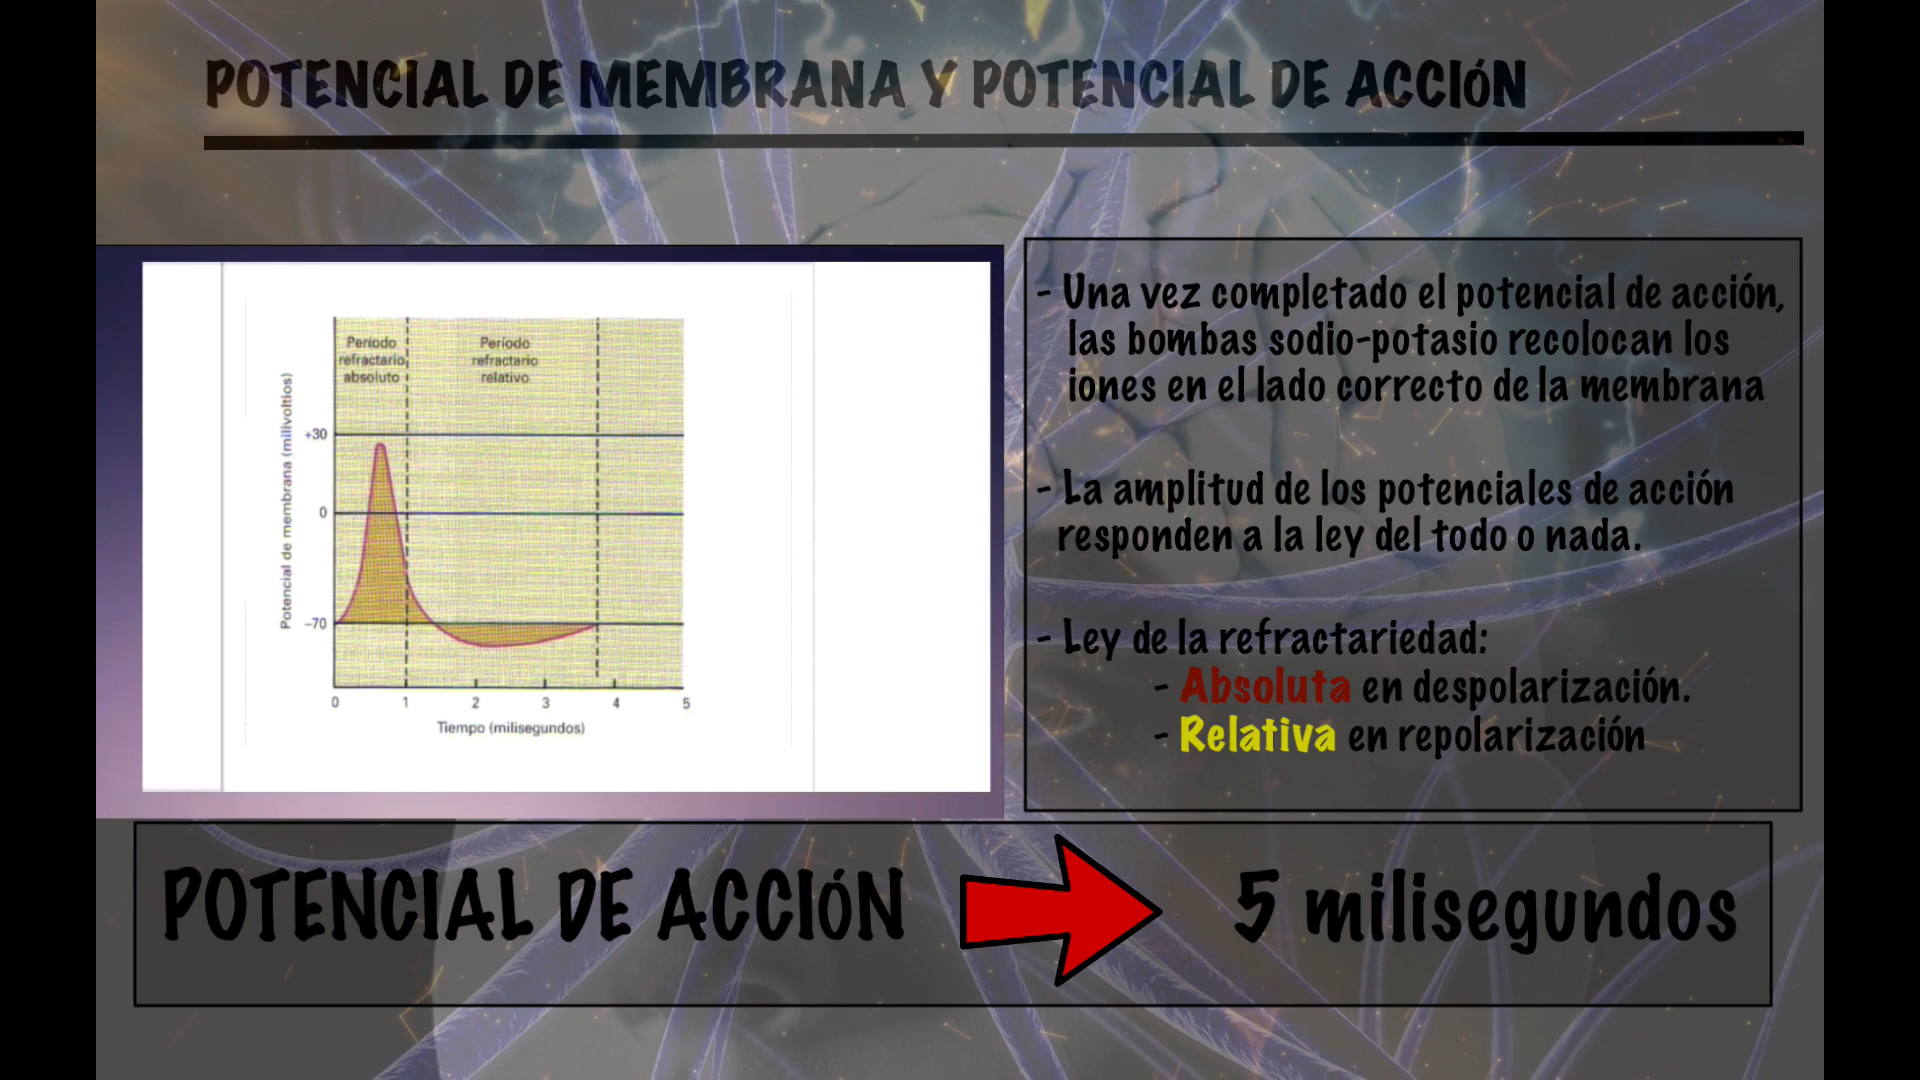 POTENCIAL DE MEMBRANA Y POTENCIAL DE ACCIÓN
Período
refractario
absoluto
Período
refractario
relativo
Potencial de membrana (milivoltios)
+30
0
-70
0 1 2 3 4 5
Tiempo (milisegundos)
- Una vez completado el potencial de acción,
las bombas sodio-potasio recolocan los
iones en el lado correcto de la membrana
- La amplitud de los potenciales de acción
responden a la ley del todo o nada.
- Ley de la refractariedad:
- Absoluta en despolarización.
- Relativa en repolarización
POTENCIAL DE ACCIÓN
5 milisegundos